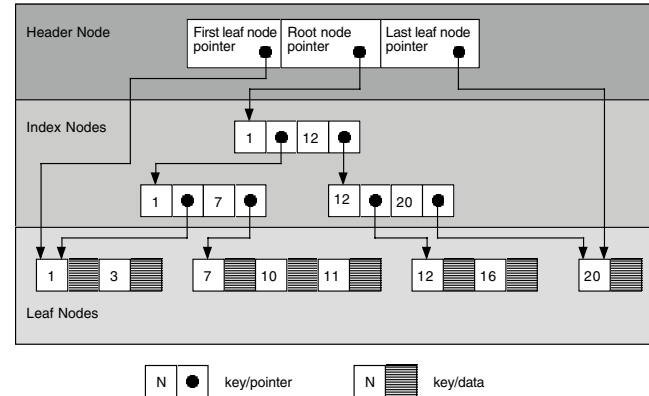 Header Node
First leaf node
pointer
Root node
pointer
Last leaf node
pointer
Index Nodes
1 12
1 7
12 20
1 3
7 10 11
12 16
20
Leaf Nodes
N key/pointer
N key/data